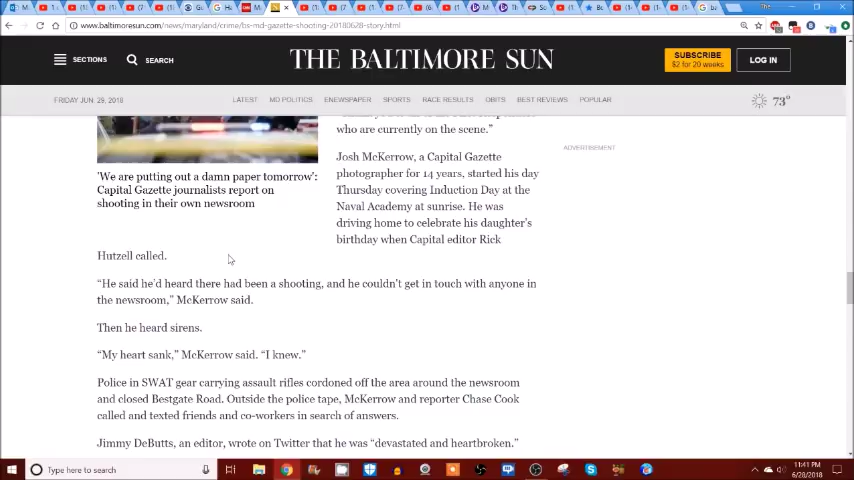 www.baltimoresun.com/news/maryland/crime/bs-md-gazette-shooting-20180628-story.html
SECTIONS
SEARCH
THE BALTIMORE SUN
SUBSCRIBE
$2 for 20 weeks
LOG IN
FRIDAY JUN. 29, 2018
LATEST MD POLITICS ENEWSPAPER SPORTS RACE RESULTS OBITS BEST REVIEWS POPULAR
73°
who are currently on the scene.”
ADVERTISEMENT
'We are putting out a damn paper tomorrow':
Capital Gazette journalists report on
shooting in their own newsroom
Josh McKerrow, a Capital Gazette
photographer for 14 years, started his day
Thursday covering Induction Day at the
Naval Academy at sunrise. He was
driving home to celebrate his daughter's
birthday when Capital editor Rick
Hutzell called.
“He said he'd heard there had been a shooting, and he couldn't get in touch with anyone in
the newsroom,” McKerrow said.
Then he heard sirens.
“My heart sank,” McKerrow said. “I knew.”
Police in SWAT gear carrying assault rifles cordoned off the area around the newsroom
and closed Bestgate Road. Outside the police tape, McKerrow and reporter Chase Cook
called and texted friends and co-workers in search of answers.
Jimmy DeButts, an editor, wrote on Twitter that he was “devastated and heartbroken.”
Type here to search
11:41 PM
6/28/2018